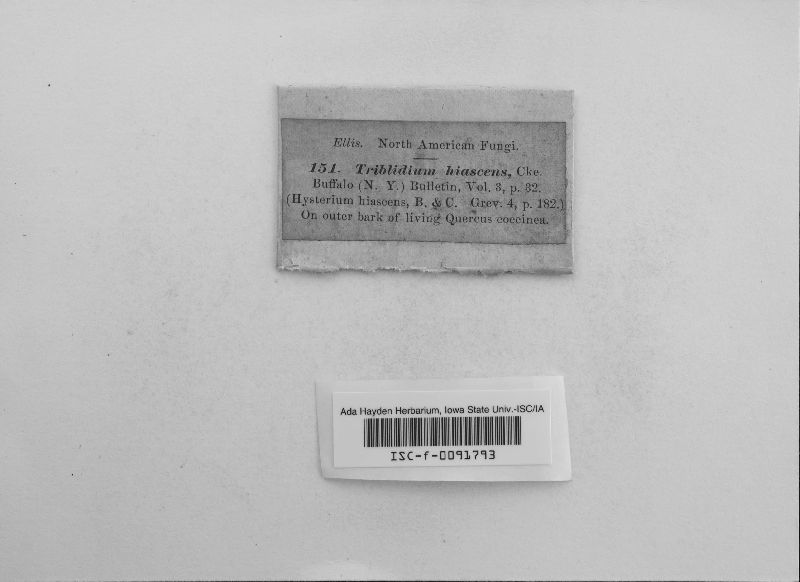 Ellis. North American Fungi.
151. Triblidium hiascens, Cke.
Buffalo (N. Y.) Bulletin, Vol. 3, p. 32.
(Hysterium hiascens, B. & C. Grev. 4, p. 182.)
On outer bark of living Quercus coccinea.
Ada Hayden Herbarium, Iowa State Univ.-ISC/IA
ISC-f-0091793